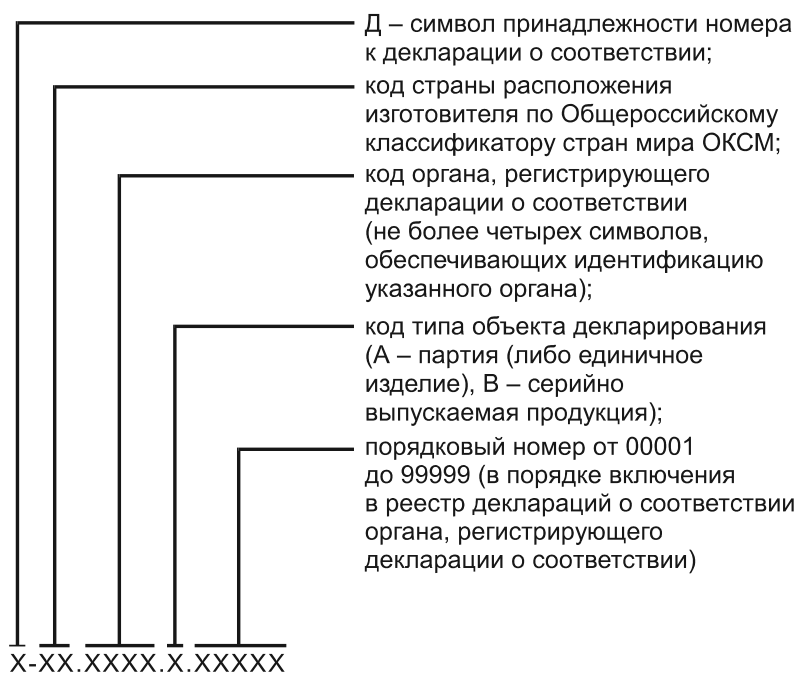 Д – символ принадлежности номера
к декларации о соответствии;
код страны расположения
изготовителя по Общероссийскому
классификатору стран мира ОКСМ;
код органа, регистрирующего
декларации о соответствии
(не более четырех символов,
обеспечивающих идентификацию
указанного органа);
код типа объекта декларирования
(А – партия (либо единичное
изделие), В – серийно
выпускаемая продукция);
порядковый номер от 00001
до 99999 (в порядке включения
в реестр деклараций о соответствии
органа, регистрирующего
декларации о соответствии)
Х-ХХ.ХХХХ.Х.ХХХХХ